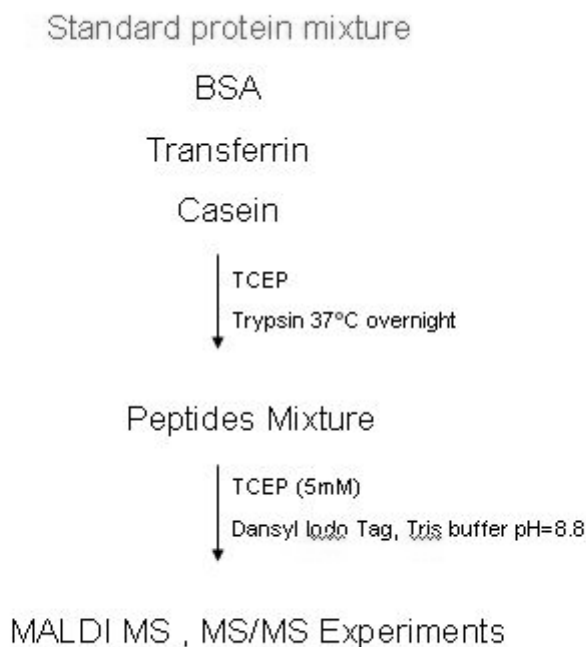 Standard protein mixture
BSA
Transferrin
Casein
TCEP
Trypsin 37°C overnight
Peptides Mixture
TCEP (5mM)
Dansyl Iodo Tag, Tris buffer pH=8.8
MALDI MS , MS/MS Experiments